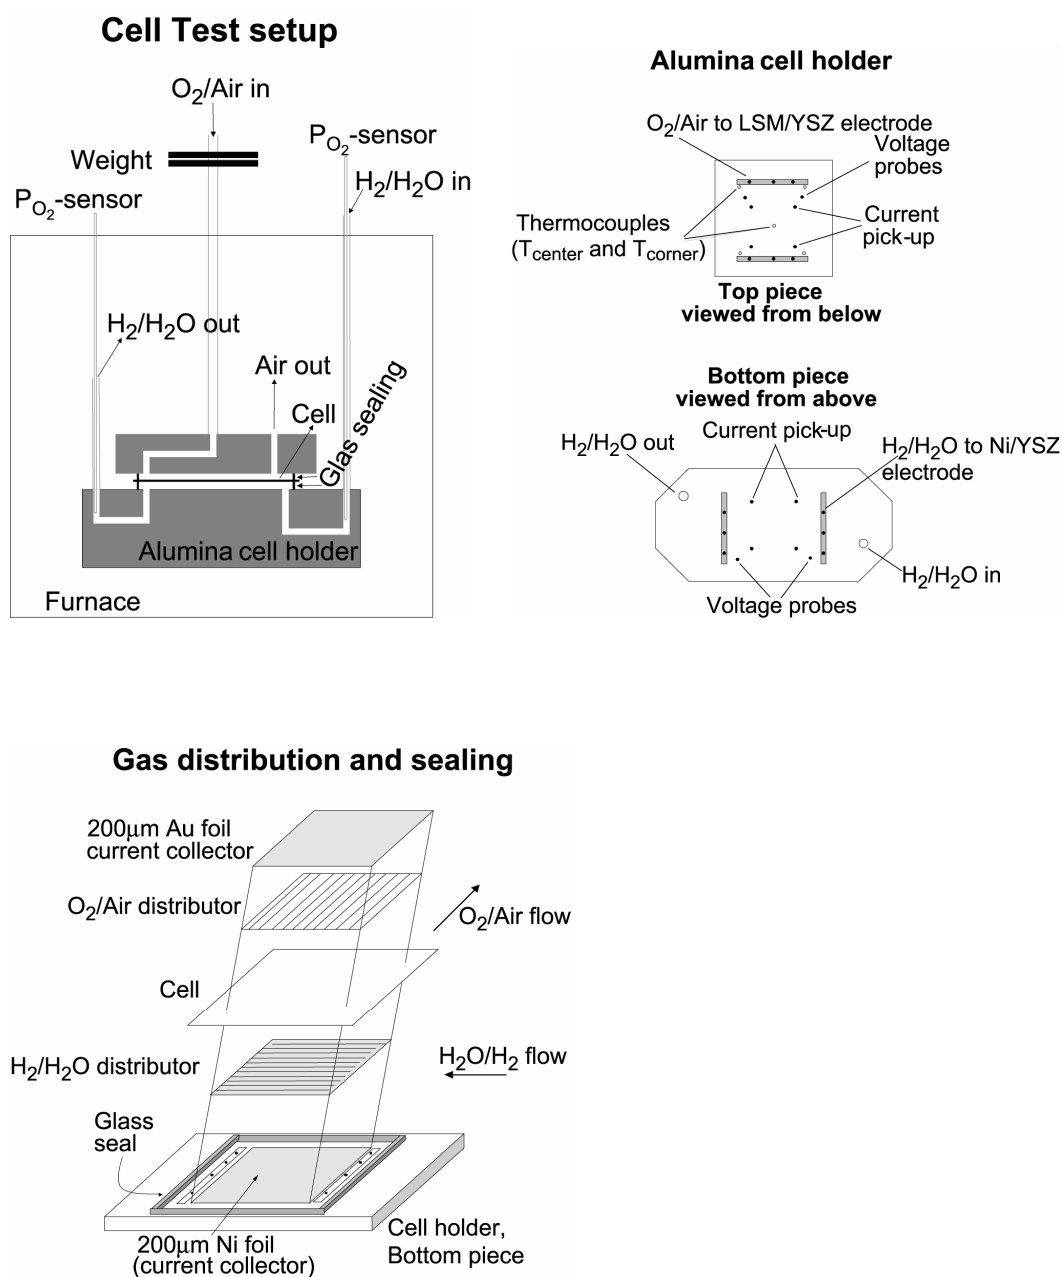 Cell Test setup
O2/Air in
Weight
PO2-sensor
PO2-sensor
H2/H2O in
H2/H2O out
Air out
Cell
Glas sealing
Alumina cell holder
Furnace
Alumina cell holder
O2/Air to LSM/YSZ electrode
Voltage
probes
Thermocouples
(Tcenter and Tcorner)
Current
pick-up
Top piece
viewed from below
Bottom piece
viewed from above
Current pick-up
H2/H2O out
H2/H2O to Ni/YSZ
electrode
H2/H2O in
Voltage probes
Gas distribution and sealing
200µm Au foil
current collector
O2/Air distributor
O2/Air flow
Cell
H2/H2O distributor
H2O/H2 flow
Glass
seal
200µm Ni foil
(current collector)
Cell holder,
Bottom piece